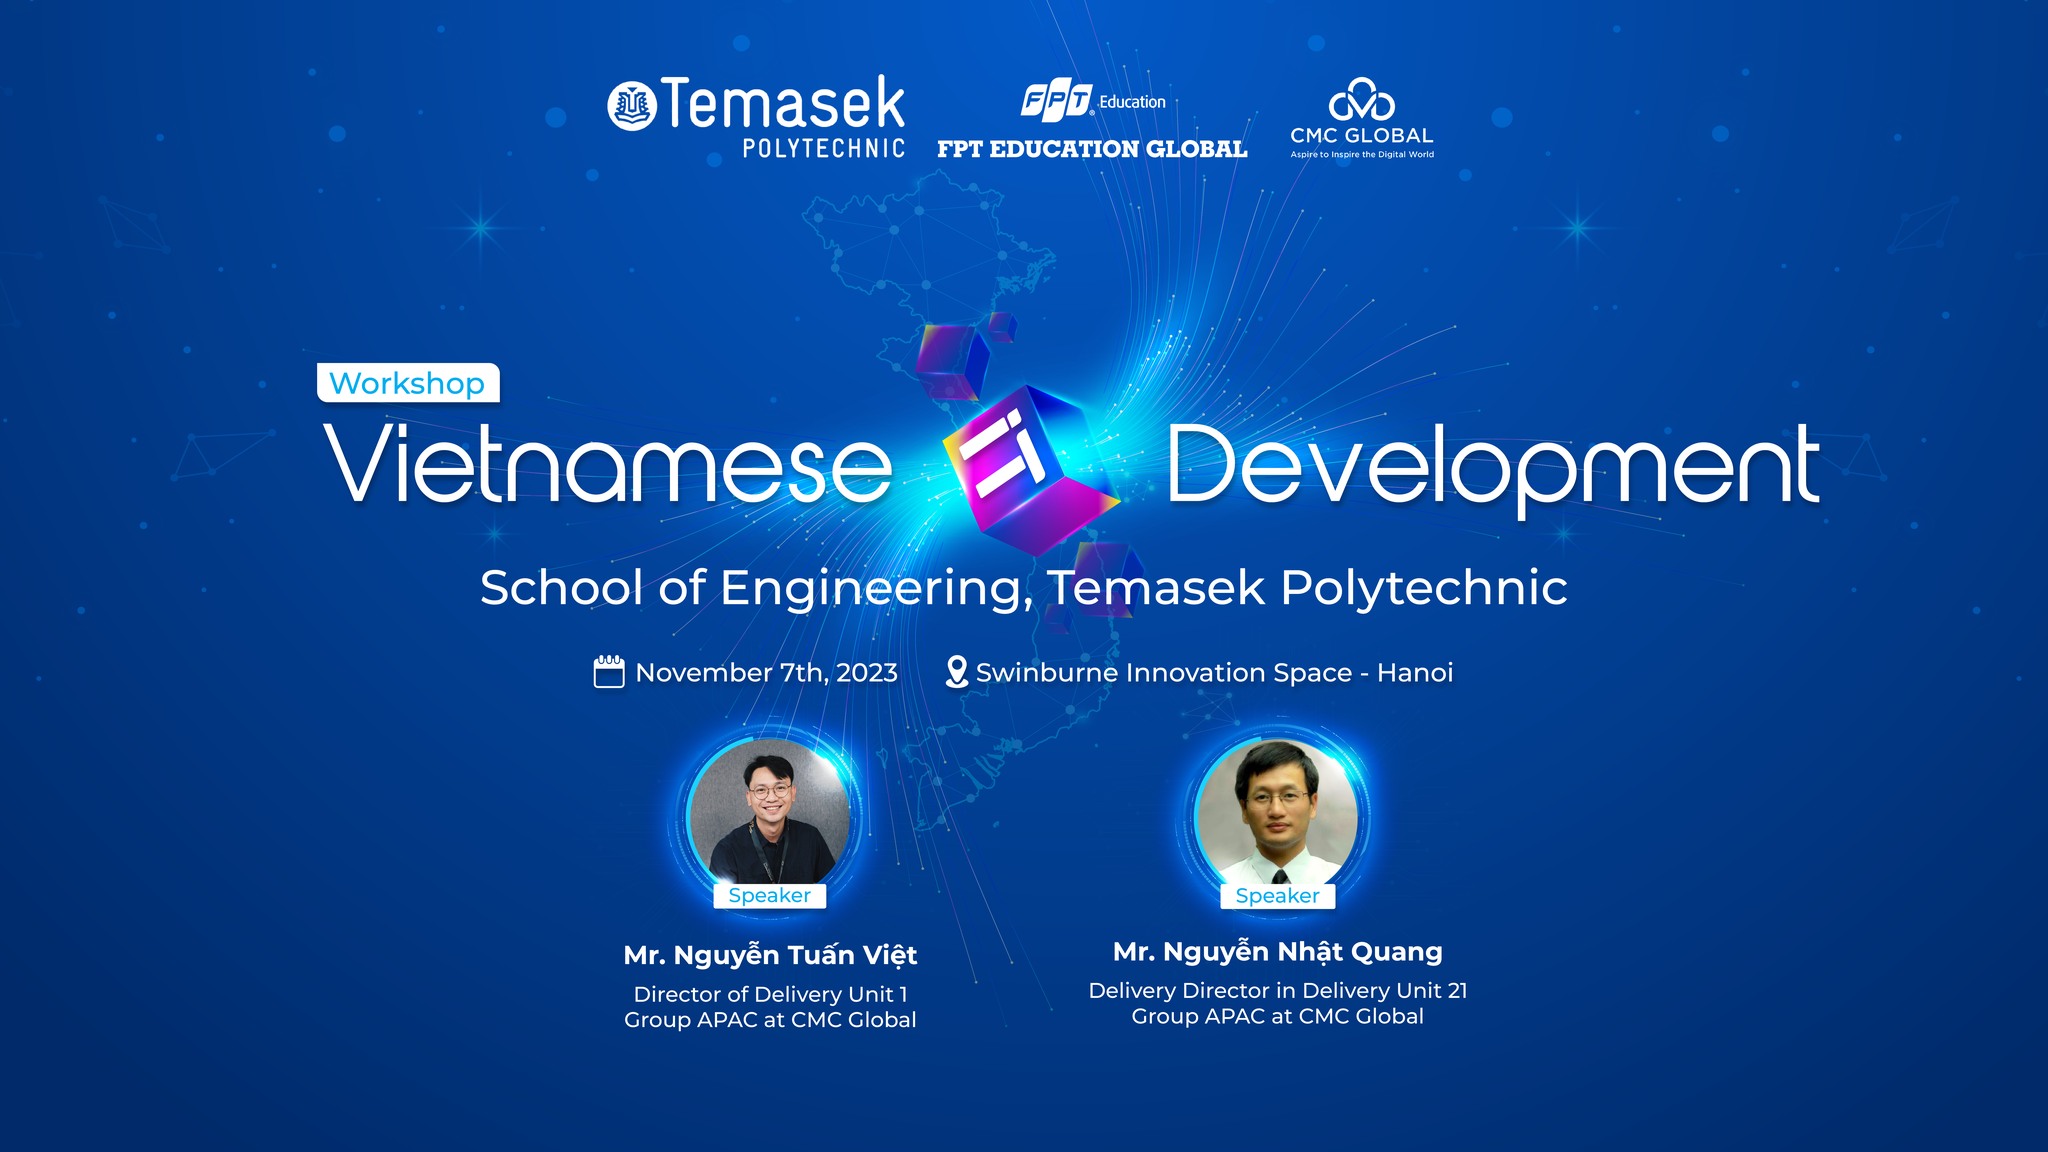 Temasek
POLYTECHNIC
FPT Education
FPT EDUCATION GLOBAL
CMC GLOBAL
Aspire to Inspire the Digital World
Workshop
Vietnamese Development
School of Engineering, Temasek Polytechnic
November 7th, 2023
Swinburne Innovation Space - Hanoi
Speaker
Mr. Nguyễn Tuấn Việt
Director of Delivery Unit 1
Group APAC at CMC Global
Speaker
Mr. Nguyễn Nhật Quang
Delivery Director in Delivery Unit 21
Group APAC at CMC Global